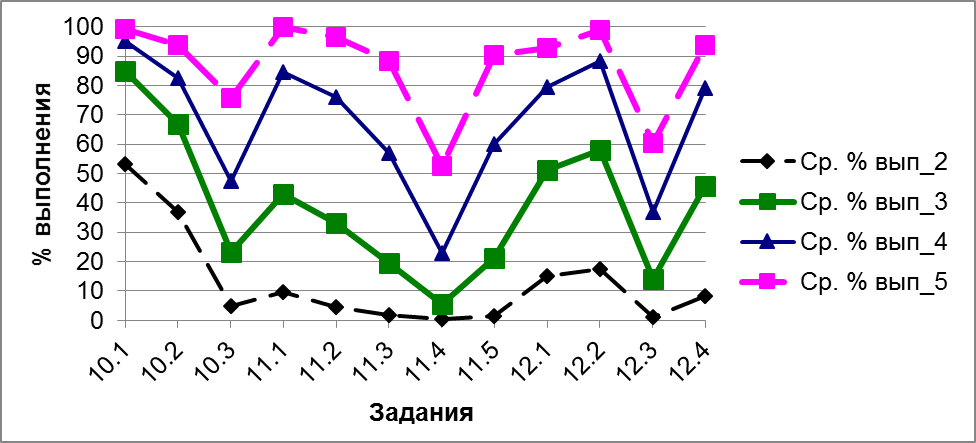 100
90
80
70
60
50
40
30
20
10
0
% выполнения
10.1 10.2 10.3 11.1 11.2 11.3 11.4 11.5 12.1 12.2 12.3 12.4
Задания
Ср. % вып_2
Ср. % вып_3
Ср. % вып_4
Ср. % вып_5